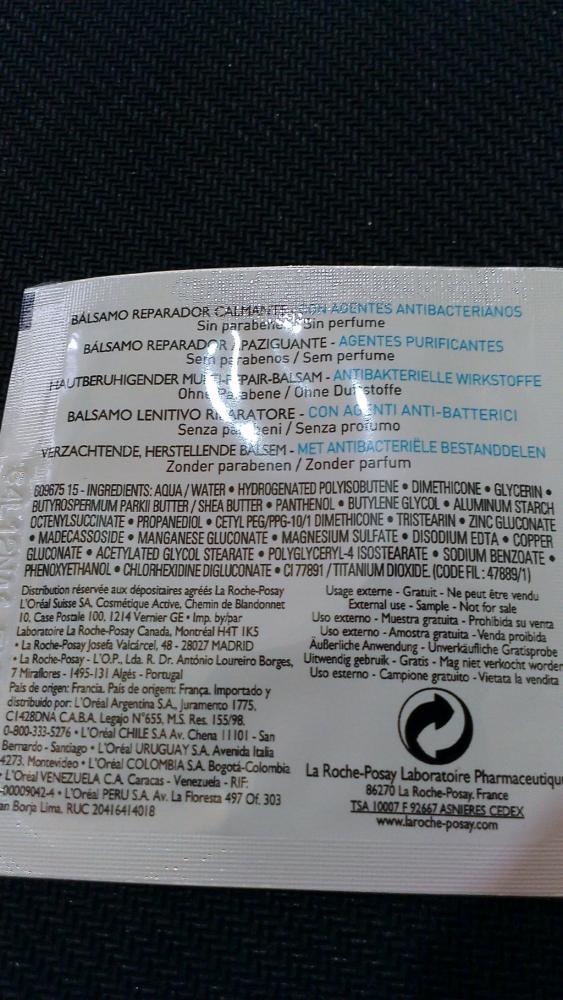 BÁLSAMO REPARADOR CALMANTE - CON AGENTES ANTIBACTERIANOS
Sin parabenos / Sin perfume
BÁLSAMO REPARADOR APAZIGUANTE - AGENTES PURIFICANTES
Sem parabenos / Sem perfume
HAUTBERUHIGENDER MULTI-REPAIR-BALSAM - ANTIBAKTERIELLE WIRKSTOFFE
Ohne Parabene / Ohne Duftstoffe
BALSAMO LENITIVO RIPARATORE - CON AGENTI ANTI-BATTERICI
Senza parabeni / Senza profumo
VERZACHTENDE, HERSTELLENDE BALSEM - MET ANTIBACTERIËLE BESTANDDELEN
Zonder parabenen / Zonder parfum
609675 15 - INGREDIENTS: AQUA / WATER • HYDROGENATED POLYISOBUTENE • DIMETHICONE • GLYCERIN •
BUTYROSPERMUM PARKII BUTTER / SHEA BUTTER • PANTHENOL • BUTYLENE GLYCOL • ALUMINUM STARCH
OCTENYLSUCCINATE • PROPANEDIOL • CETYL PEG/PPG-10/1 DIMETHICONE • TRISTEARIN • ZINC GLUCONATE
• MADECASSOSIDE • MANGANESE GLUCONATE • MAGNESIUM SULFATE • DISODIUM EDTA • COPPER
GLUCONATE • ACETYLATED GLYCOL STEARATE • POLYGLYCERYL-4 ISOSTEARATE • SODIUM BENZOATE •
PHENOXYETHANOL • CHLORHEXIDINE DIGLUCONATE • CI 77891 / TITANIUM DIOXIDE. (CODE FIL : 47889/1)
Distribution réservée aux dépositaires agréés La Roche-Posay
L'Oréal Suisse SA, Cosmétique Active, Chemin de Blandonnet
10, Case Postale 100, 1214 Vernier GE • Imp. by/par
Laboratoire La Roche-Posay Canada, Montréal H4T 1K5
• La Roche-Posay Josefa Valcárcel, 48 - 28027 MADRID
• La Roche-Posay - L'O.P., Lda. R. Dr. António Loureiro Borges,
7 Miraflores - 1495-131 Algés - Portugal
País de origen: Francia. País de origem: França. Importado y
distribuido por: L'Oréal Argentina S.A., Juramento 1775.
C1428DNA C.A.B.A. Legajo N°655. M.S. Res. 155/98.
0-800-333-5276 • L'Oréal CHILE S.A Av. Chena 11101 - San
Bernardo - Santiago • L'Oréal URUGUAY S.A. Avenida Italia
4273. Montevideo • L'Oréal COLOMBIA S.A. Bogotá-Colombia
• L'Oréal VENEZUELA C.A. Caracas - Venezuela - RIF:
-00009042-4 • L'Oréal PERU S.A. Av. La Floresta 497 Of. 303
an Borja Lima. RUC 20416414018
Usage externe - Gratuit - Ne peut être vendu
External use - Sample - Not for sale
Uso externo - Muestra gratuita - Prohibida su venta
Uso externo - Amostra gratuita - Venda proibida
Äußerliche Anwendung - Unverkäufliche Gratisprobe
Uitwendig gebruik - Gratis - Mag niet verkocht worden
Uso esterno - Campione gratuito - Vietata la vendita
La Roche-Posay Laboratoire Pharmaceutique
86270 La Roche-Posay. France
TSA 10007 F 92667 ASNIERES CEDEX
www.laroche-posay.com